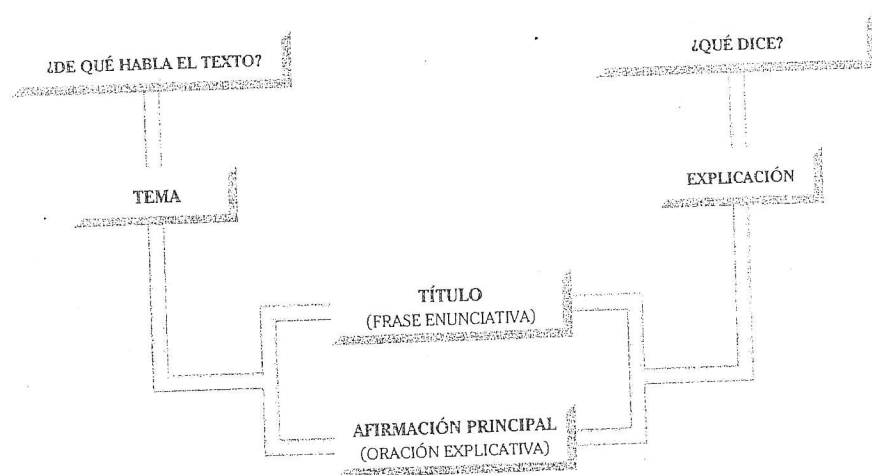 ¿DE QUÉ HABLA EL TEXTO?
¿QUÉ DICE?
TEMA
EXPLICACIÓN
TÍTULO
(FRASE ENUNCIATIVA)
AFIRMACIÓN PRINCIPAL
(ORACIÓN EXPLICATIVA)